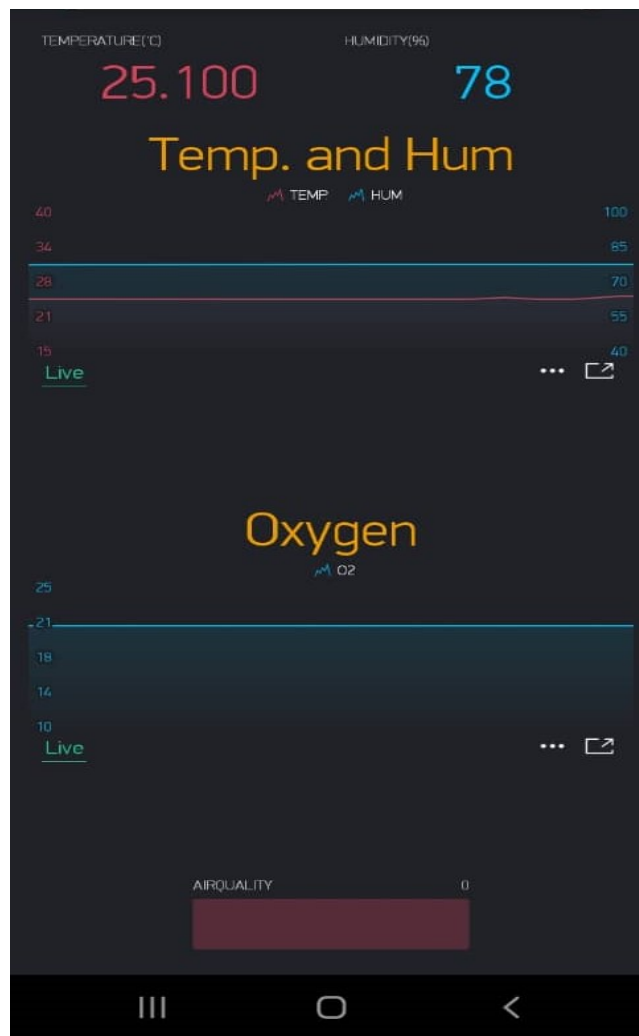 TEMPERATURE(°C) HUMIDITY(%)
25.100 78
Temp. and Hum
TEMP HUM
40 100
34 85
28 70
21 55
15 40
Live
Oxygen
O2
25
21
18
14
10
Live
AIRQUALITY 0